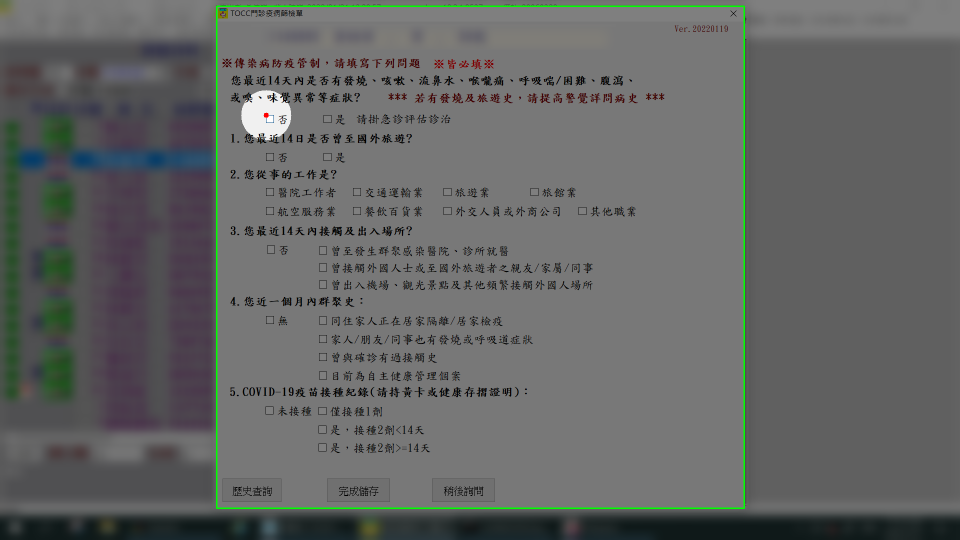 TOCC門診疫病篩檢單
Ver.20220119
※傳染病防疫管制，請填寫下列問題 ※皆必填※
您最近14天內是否有發燒、咳嗽、流鼻水、喉嚨痛、呼吸喘/困難、腹瀉、
或嗅、味覺異常等症狀? *** 若有發燒及旅遊史，請提高警覺詳問病史 ***
否 是 請掛急診評估診治
1.您最近14日是否曾至國外旅遊?
否 是
2.您從事的工作是?
醫院工作者 交通運輸業 旅遊業 旅館業
航空服務業 餐飲百貨業 外交人員或外商公司 其他職業
3.您最近14天內接觸及出入場所?
否 曾至發生群聚感染醫院、診所就醫
曾接觸外國人士或至國外旅遊者之親友/家屬/同事
曾出入機場、觀光景點及其他頻繁接觸外國人場所
4.您近一個月內群聚史：
無 同住家人正在居家隔離/居家檢疫
家人/朋友/同事也有發燒或呼吸道症狀
曾與確診有過接觸史
目前為自主健康管理個案
5.COVID-19疫苗接種紀錄(請持黃卡或健康存摺證明)：
未接種 僅接種1劑
是，接種2劑<14天
是，接種2劑>=14天
歷史查詢 完成儲存 稍後詢問